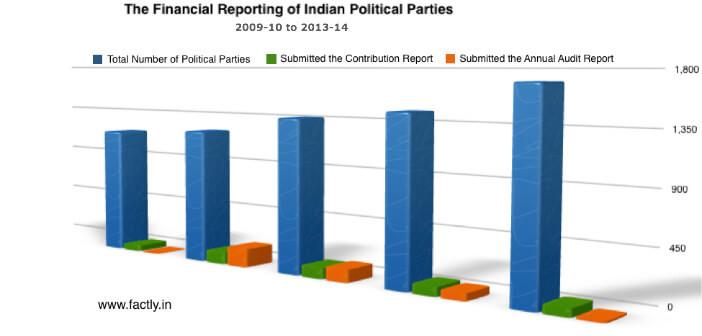 The Financial Reporting of Indian Political Parties
2009-10 to 2013-14
Total Number of Political Parties
Submitted the Contribution Report
Submitted the Annual Audit Report
1,800
1,350
900
450
0
www.factly.in